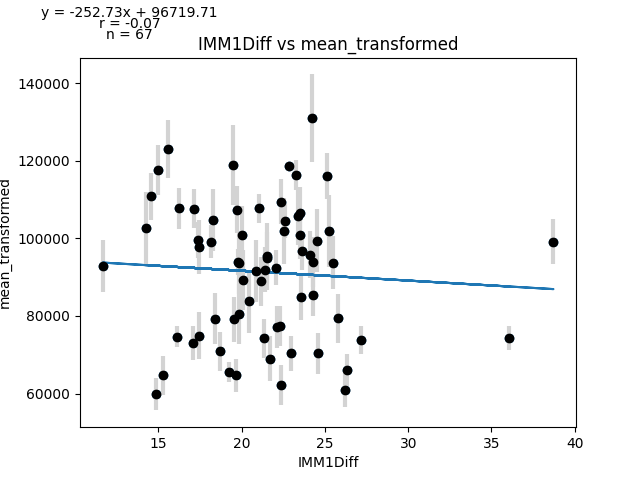 y = -252.73x + 96719.71
r = -0.07
n = 67
IMM1Diff vs mean_transformed
mean_transformed
140000
120000
100000
80000
60000
15
20
25
30
35
40
IMM1Diff